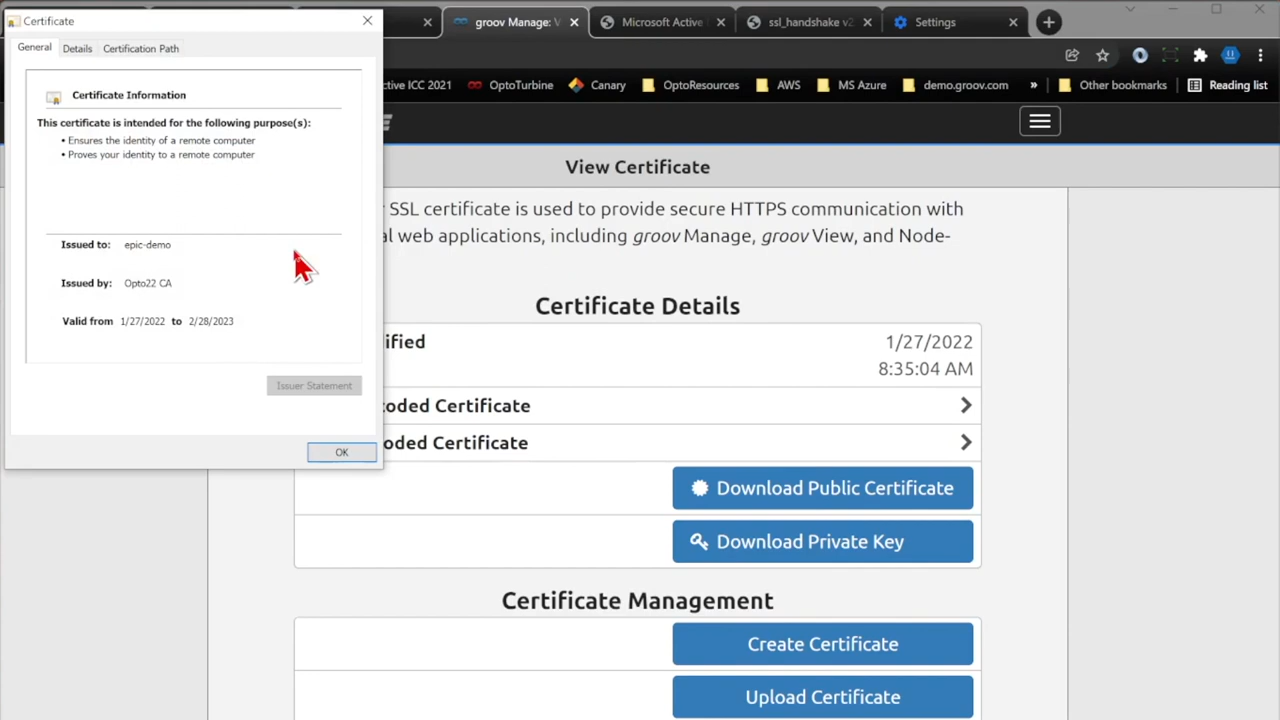 Certificate
groov Manage: V
Microsoft Active
ssl_handshake v2
Settings
ctive ICC 2021
OptoTurbine
Canary
OptoResources
AWS
MS Azure
demo.groov.com
»
Other bookmarks
Reading list
General
Details
Certification Path
Certificate Information
This certificate is intended for the following purpose(s):
• Ensures the identity of a remote computer
• Proves your identity to a remote computer
Issued to: epic-demo
Issued by: Opto22 CA
Valid from 1/27/2022 to 2/28/2023
Issuer Statement
OK
View Certificate
SSL certificate is used to provide secure HTTPS communication with
al web applications, including groov Manage, groov View, and Node-
Certificate Details
ified
1/27/2022
8:35:04 AM
coded Certificate
oded Certificate
Download Public Certificate
Download Private Key
Certificate Management
Create Certificate
Upload Certificate